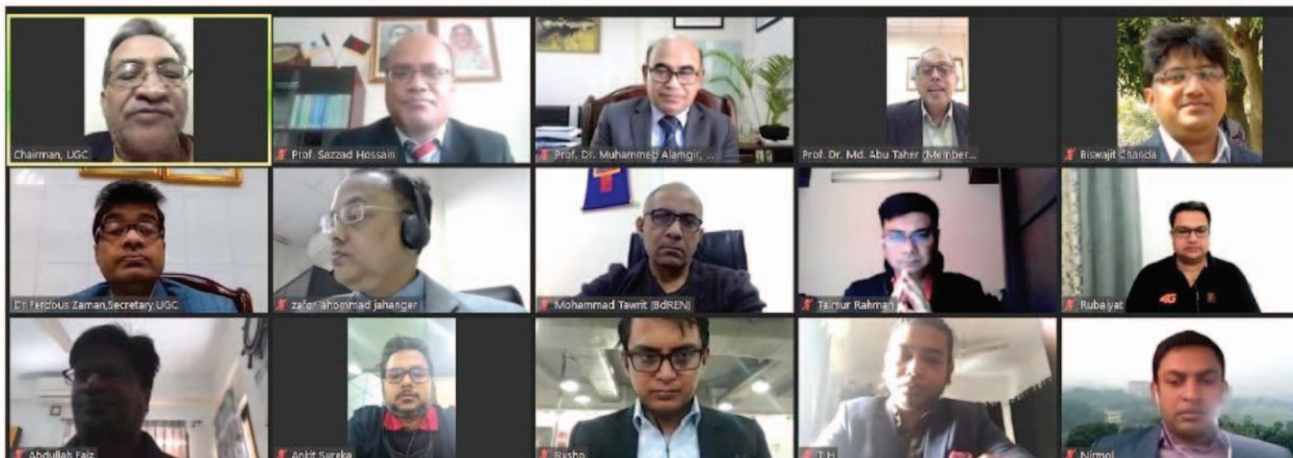 Chairman, UGC
Prof. Sazzad Hossain
Prof. Dr. Muhammed Alamgir, ...
Prof. Dr. Md. Abu Taher (Member...
Biswajit Chanda
Dr Ferdous Zaman,Secretary,UGC
zafor ahommad jahanger
Mohammad Tawrit (BdREN)
Taimur Rahman
Rubaiyat
4G
Abdullah Faiz
Ankit Sureka
T H
Nirmol